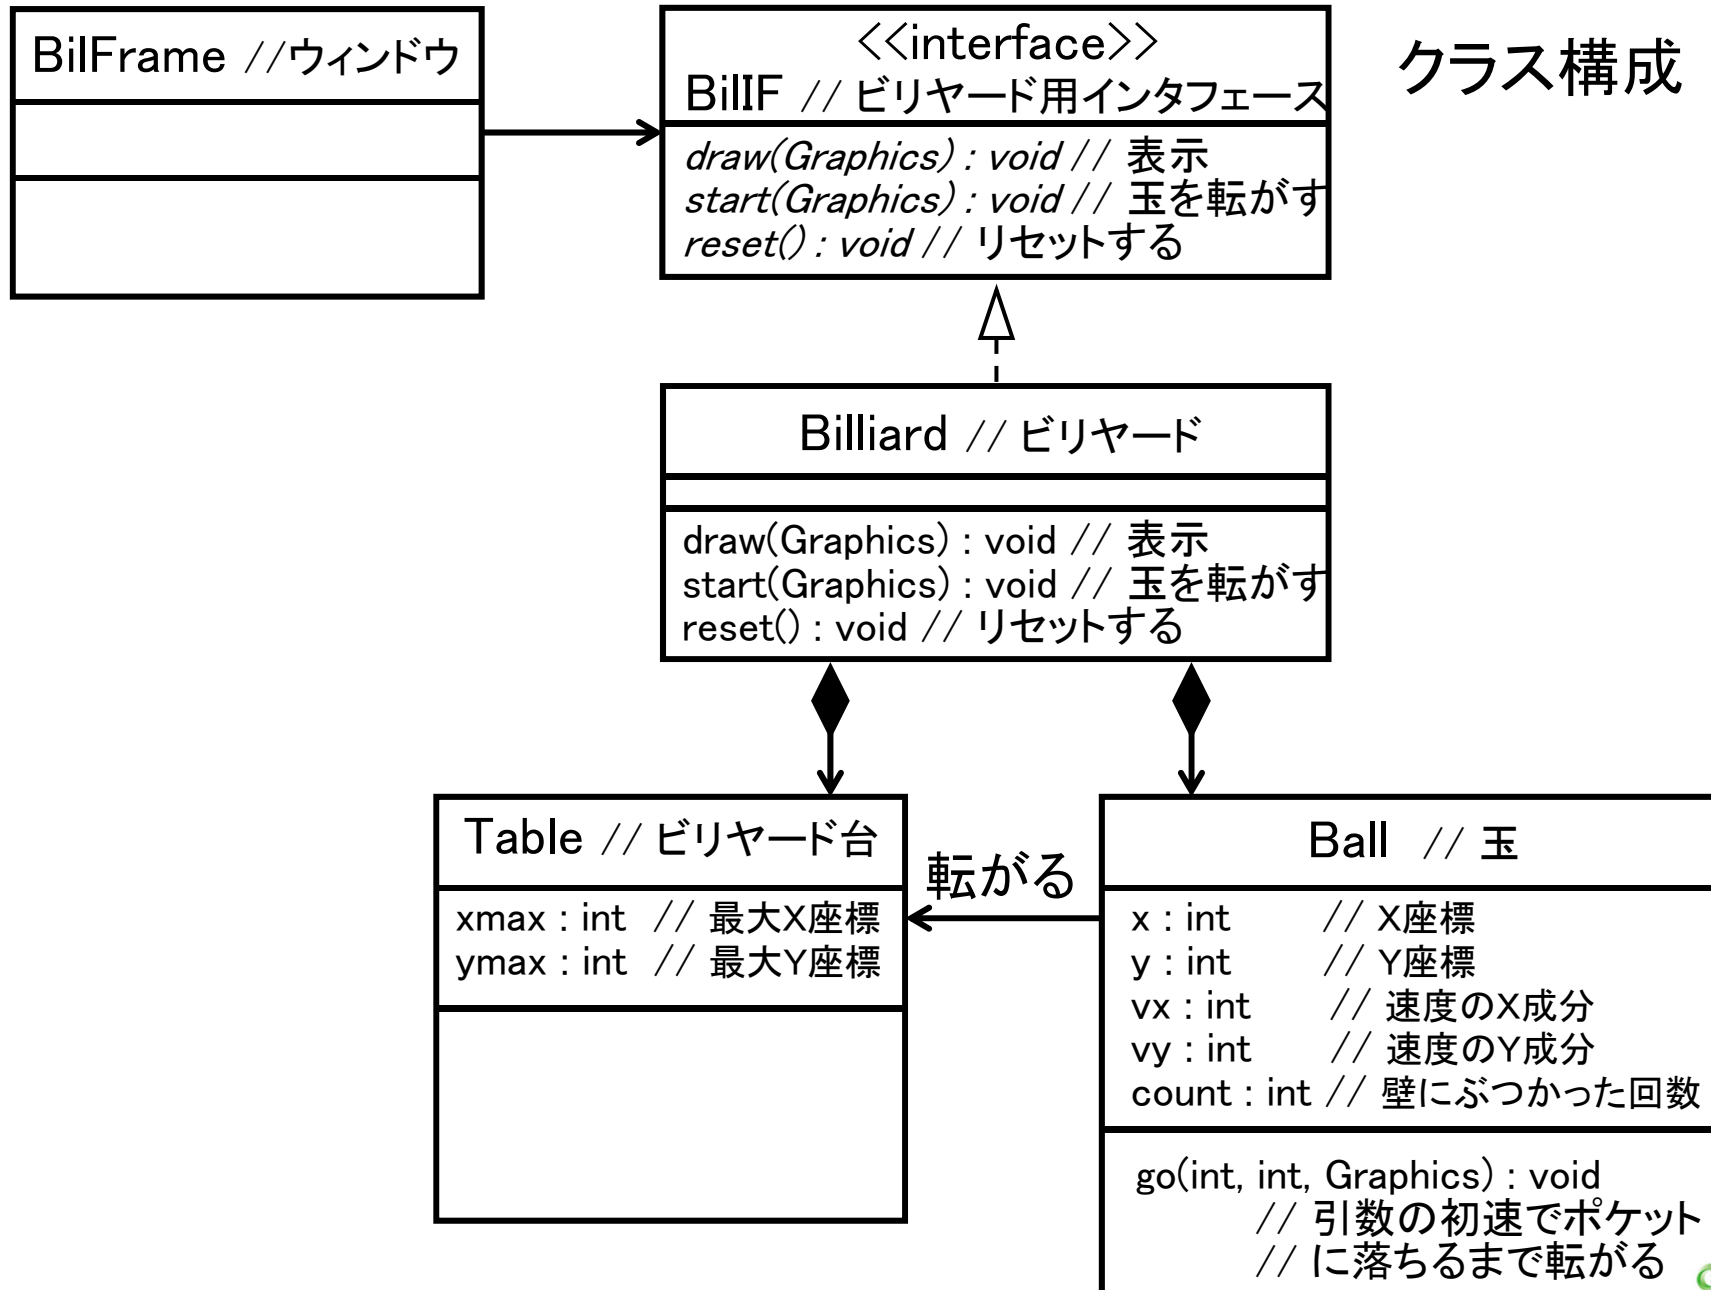 クラス構成
BilFrame //ウィンドウ
<<interface>>
BilIF // ビリヤード用インタフェース
draw(Graphics) : void // 表示
start(Graphics) : void // 玉を転がす
reset() : void // リセットする
Billiard // ビリヤード
draw(Graphics) : void // 表示
start(Graphics) : void // 玉を転がす
reset() : void // リセットする
Table // ビリヤード台
xmax : int // 最大X座標
ymax : int // 最大Y座標
転がる
Ball // 玉
x : int // X座標
y : int // Y座標
vx : int // 速度のX成分
vy : int // 速度のY成分
count : int // 壁にぶつかった回数
go(int, int, Graphics) : void
// 引数の初速でポケット
// に落ちるまで転がる